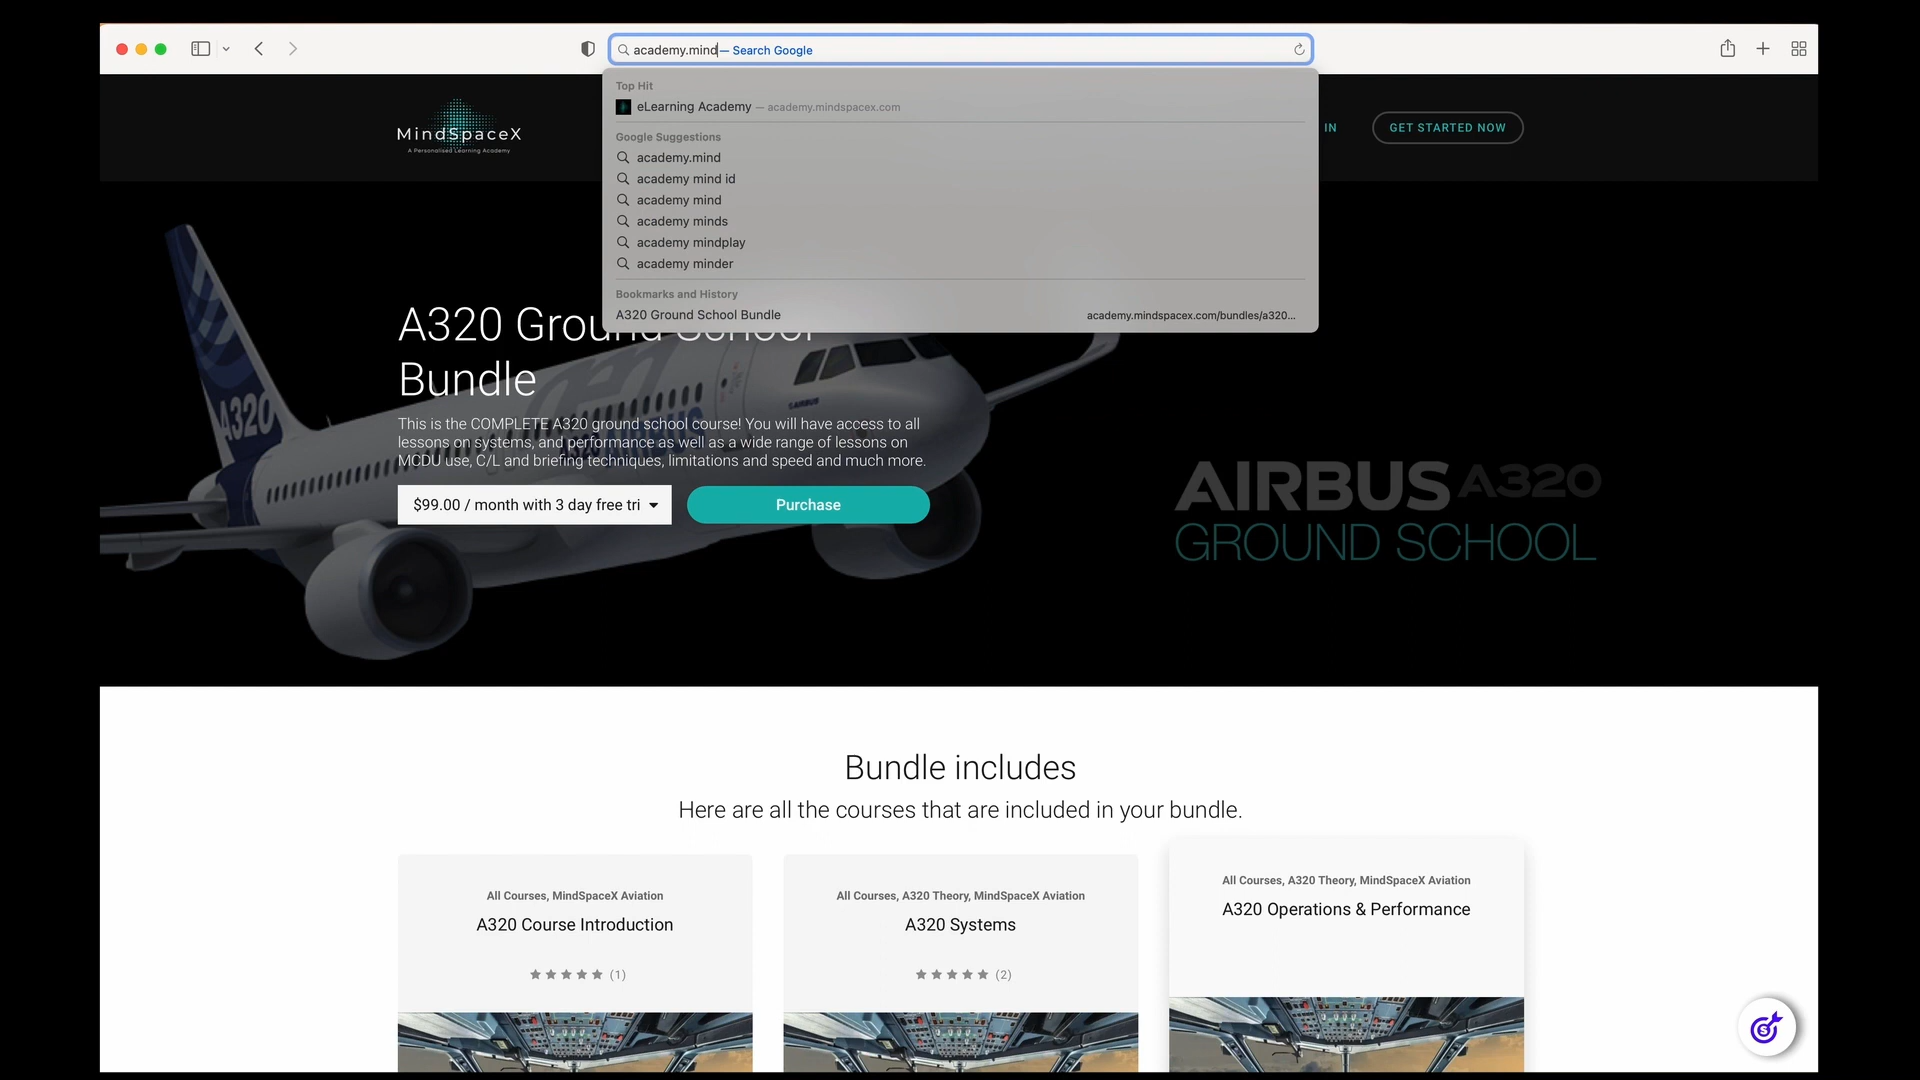 academy.mind — Search Google
Top Hit
eLearning Academy — academy.mindspacex.com
Google Suggestions
academy.mind
academy mind id
academy mind
academy minds
academy mindplay
academy minder
Bookmarks and History
A320 Ground School Bundle academy.mindspacex.com/bundles/a320...
MindSpaceX
A Personalised Learning Academy
IN
GET STARTED NOW
A320 Ground School
Bundle
This is the COMPLETE A320 ground school course! You will have access to all
lessons on systems, and performance as well as a wide range of lessons on
MCDU use, C/L and briefing techniques, limitations and speed and much more.
$99.00 / month with 3 day free tri
Purchase
A320
A320 AIRBUS
AIRBUS
AIRBUS A320
GROUND SCHOOL
Bundle includes
Here are all the courses that are included in your bundle.
All Courses, MindSpaceX Aviation
A320 Course Introduction
(1)
All Courses, A320 Theory, MindSpaceX Aviation
A320 Systems
(2)
All Courses, A320 Theory, MindSpaceX Aviation
A320 Operations & Performance